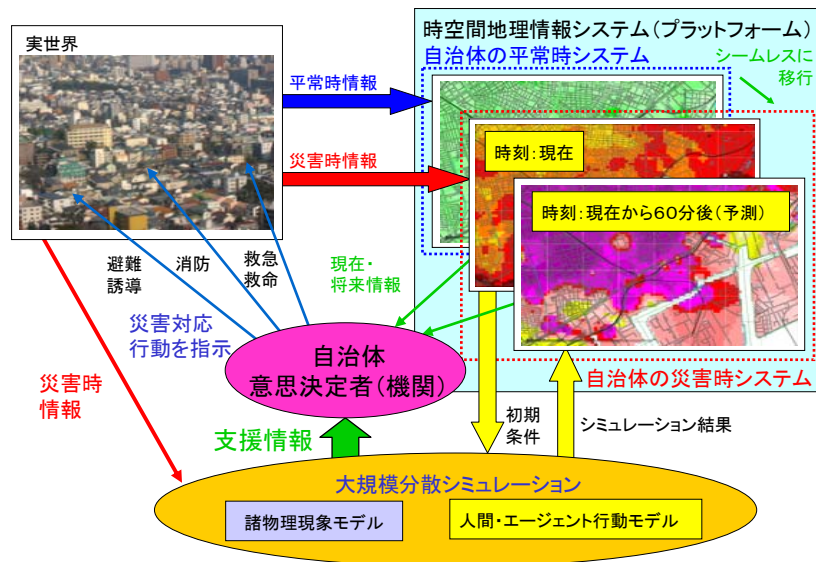 実世界
時空間地理情報システム(プラットフォーム)
自治体の平常時システム
シームレスに
移行
平常時情報
災害時情報
時刻:現在
時刻:現在から60分後(予測)
避難
誘導
消防
救急
救命
現在・
将来情報
災害対応
行動を指示
自治体
意思決定者(機関)
自治体の災害時システム
災害時
情報
支援情報
初期
条件
シミュレーション結果
大規模分散シミュレーション
諸物理現象モデル
人間・エージェント行動モデル